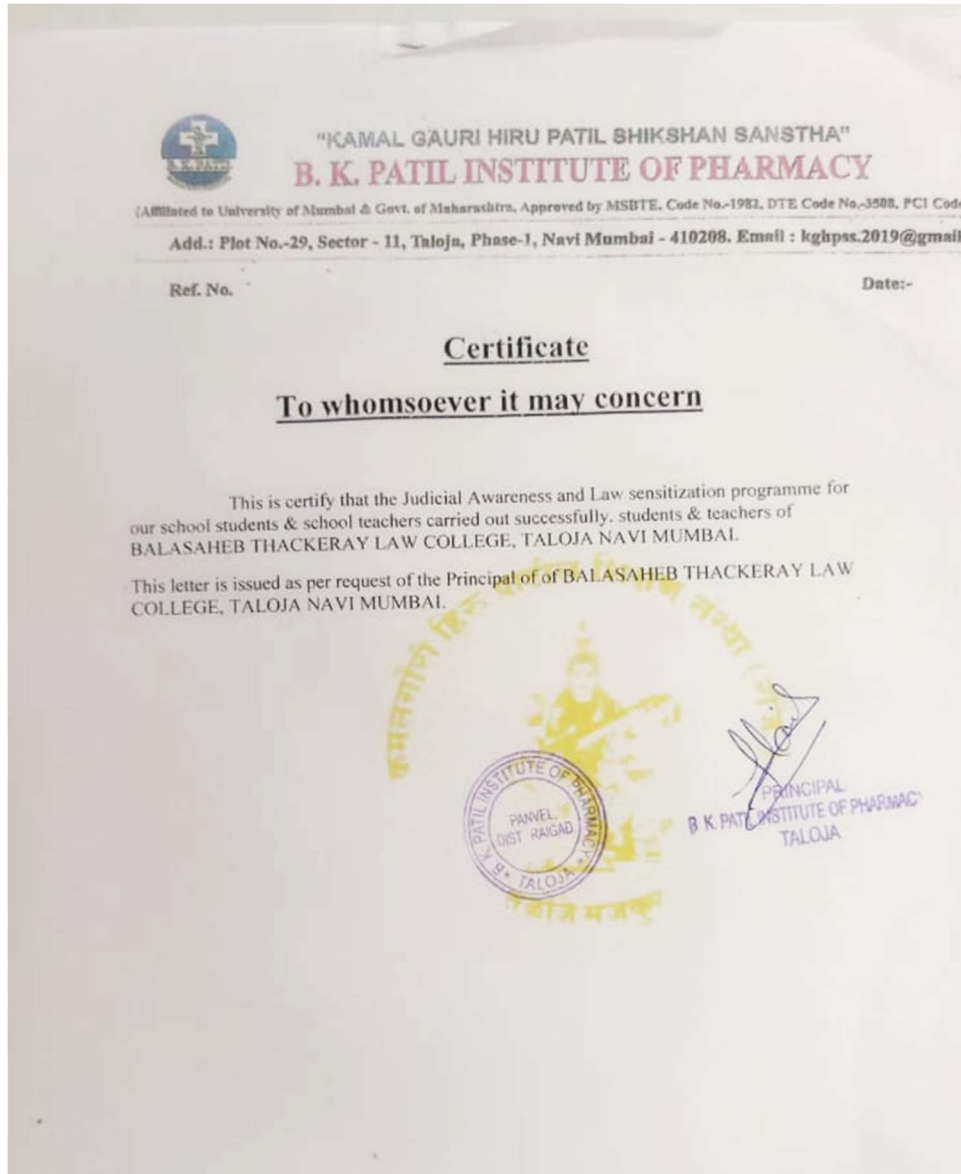 B. K. PATIL
"KAMAL GAURI HIRU PATIL SHIKSHAN SANSTHA"
B. K. PATIL INSTITUTE OF PHARMACY
(Affiliated to University of Mumbai & Govt. of Maharashtra, Approved by MSBTE, Code No.-1982, DTE Code No.-3508, PCI Code
Add.: Plot No.-29, Sector - 11, Taloja, Phase-1, Navi Mumbai - 410208. Email : kghpss.2019@gmail
Ref. No. Date:-
Certificate
To whomsoever it may concern
This is certify that the Judicial Awareness and Law sensitization programme for
our school students & school teachers carried out successfully. students & teachers of
BALASAHEB THACKERAY LAW COLLEGE, TALOJA NAVI MUMBAI.
This letter is issued as per request of the Principal of of BALASAHEB THACKERAY LAW
COLLEGE, TALOJA NAVI MUMBAI.
कमलगौरी हिरू पाटील शिक्षण संस्था
B. K. PATIL INSTITUTE OF PHARMACY
PANVEL,
DIST RAIGAD
* TALOJA *
PRINCIPAL
B K. PATIL INSTITUTE OF PHARMAC
TALOJA